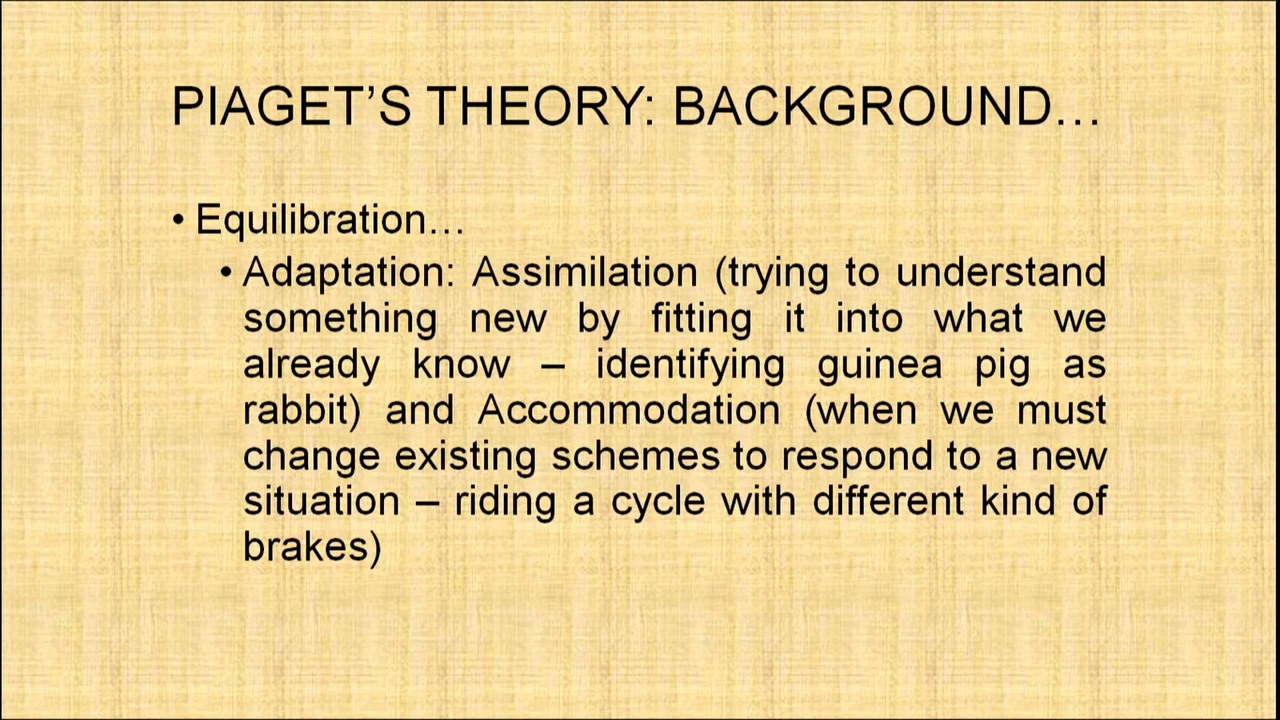 PIAGET’S THEORY: BACKGROUND…
• Equilibration…
• Adaptation: Assimilation (trying to understand
something new by fitting it into what we
already know – identifying guinea pig as
rabbit) and Accommodation (when we must
change existing schemes to respond to a new
situation – riding a cycle with different kind of
brakes)